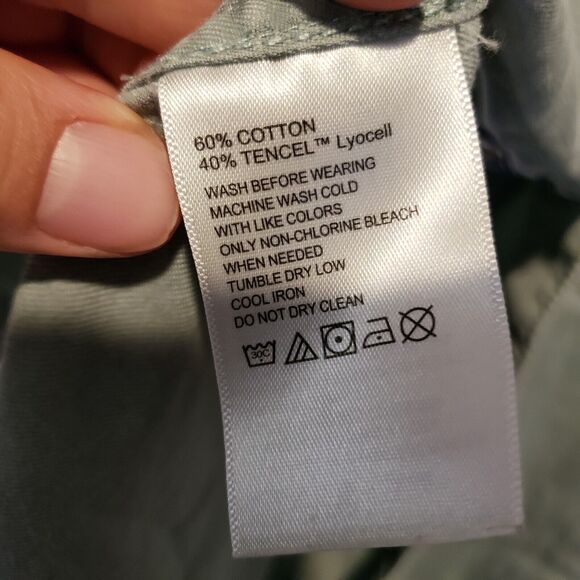 60% COTTON
40% TENCEL™ Lyocell
WASH BEFORE WEARING
MACHINE WASH COLD
WITH LIKE COLORS
ONLY NON-CHLORINE BLEACH
WHEN NEEDED
TUMBLE DRY LOW
COOL IRON
DO NOT DRY CLEAN
30C